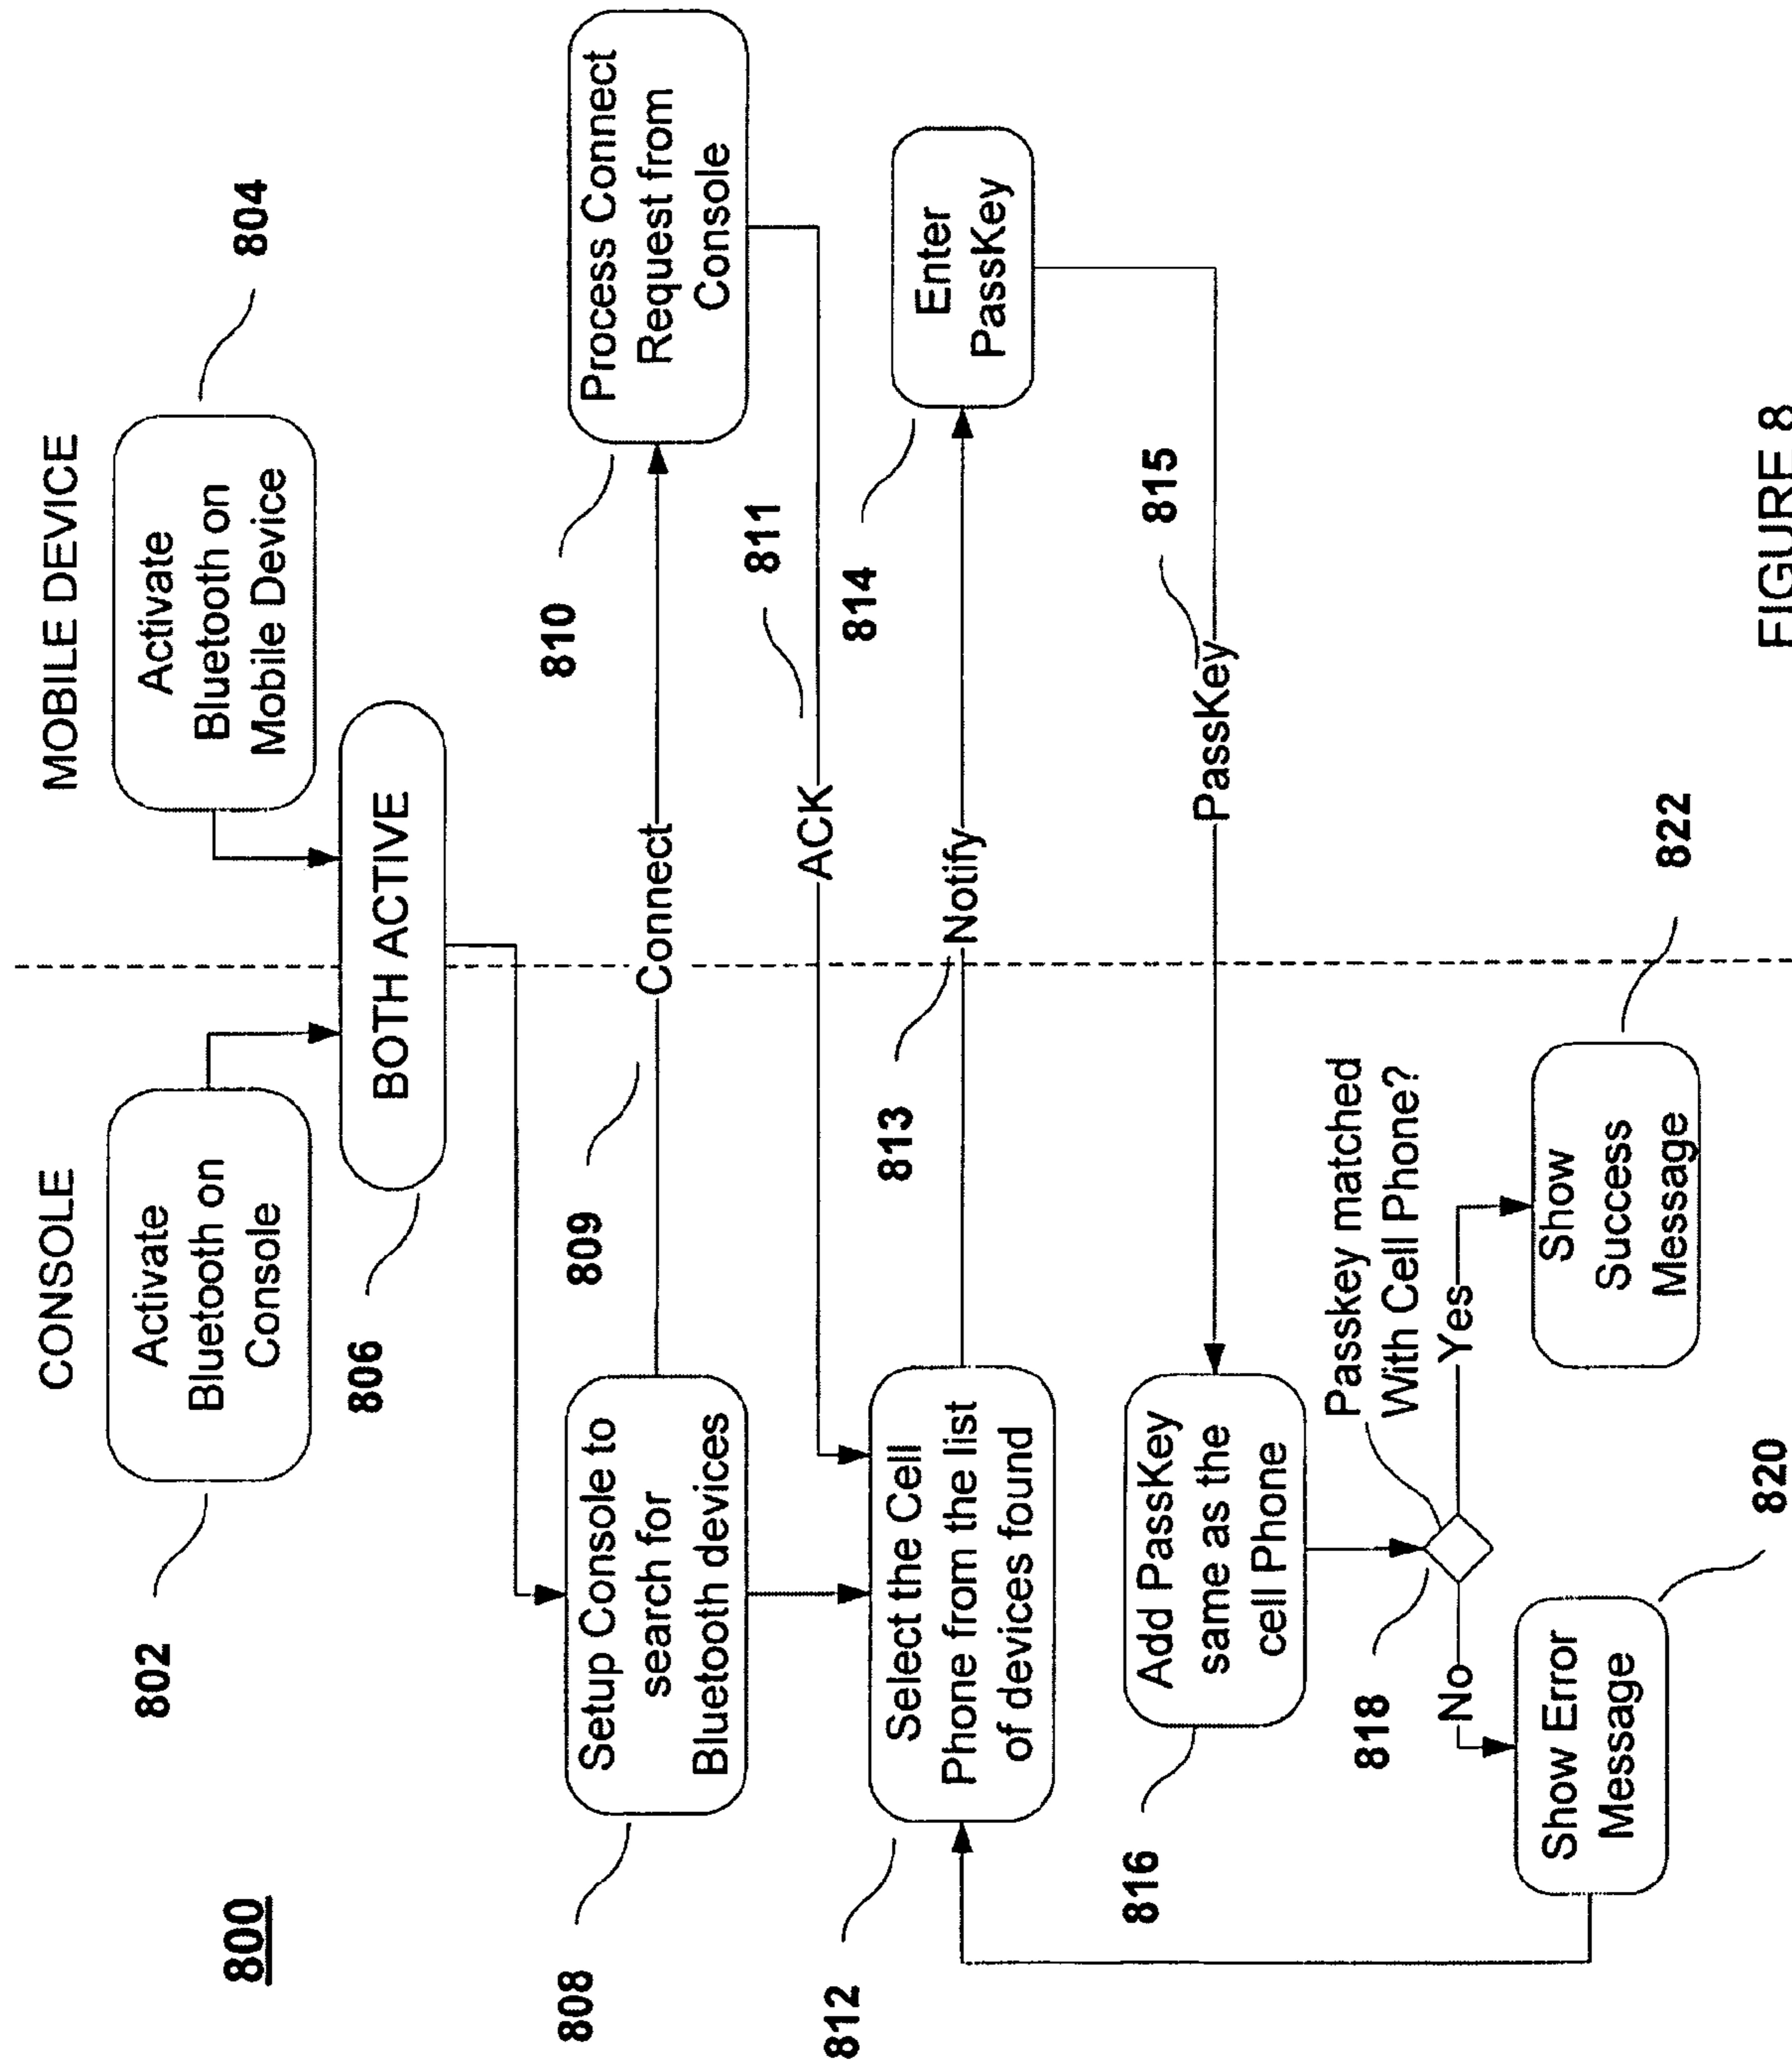 800
CONSOLE
MOBILE DEVICE
802
Activate
Bluetooth on
Console
Activate
Bluetooth on
Mobile Device
804
806
BOTH ACTIVE
808
Setup Console to
search for
Bluetooth devices
809
Connect
810
Process Connect
Request from
Console
811
ACK
812
Select the Cell
Phone from the list
of devices found
813
Notify
814
Enter
PassKey
815
PassKey
816
Add PassKey
same as the
cell Phone
818
Passkey matched
With Cell Phone?
No
Yes
Show Error
Message
820
Show
Success
Message
822
FIGURE 8